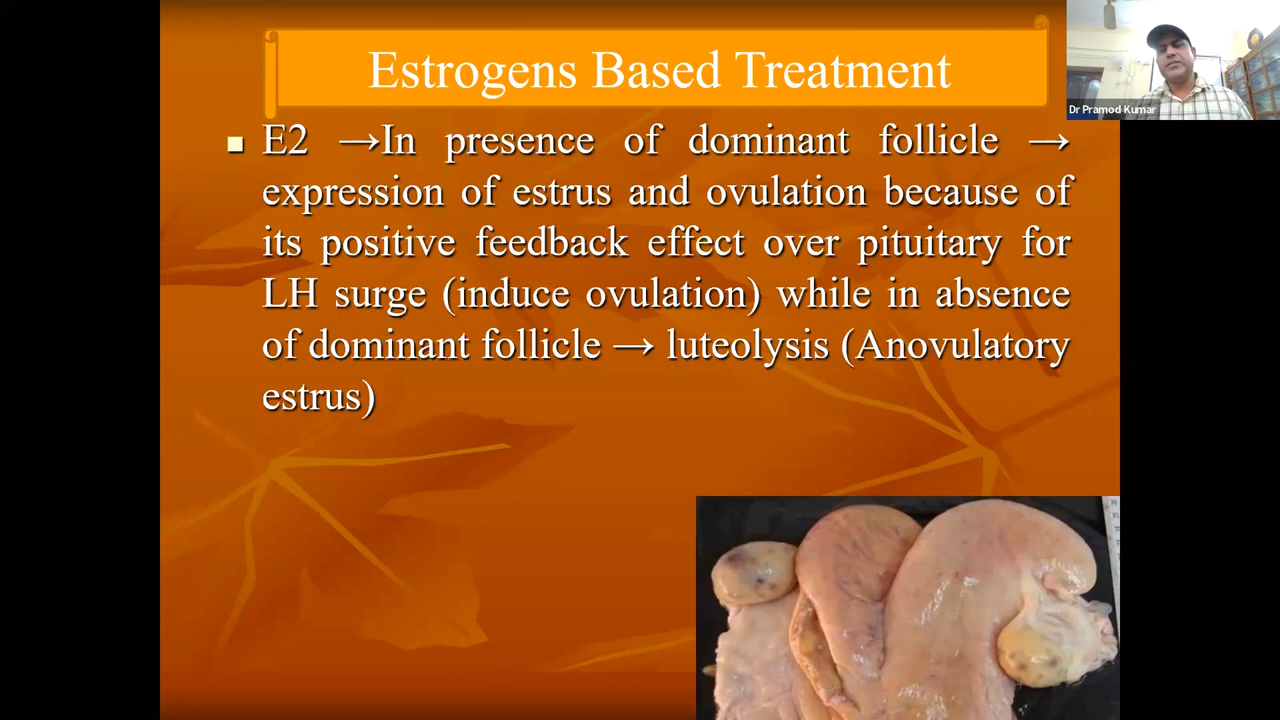 Estrogens Based Treatment
Dr Pramod Kumar
E2 →In presence of dominant follicle →
expression of estrus and ovulation because of
its positive feedback effect over pituitary for
LH surge (induce ovulation) while in absence
of dominant follicle → luteolysis (Anovulatory
estrus)